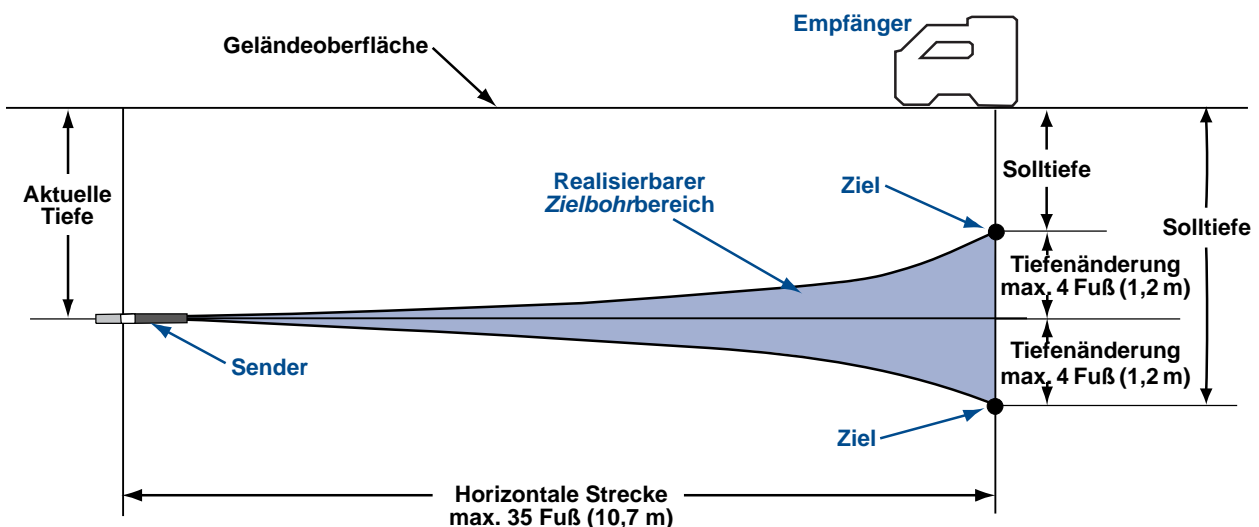 Empfänger
Geländeoberfläche
Aktuelle
Tiefe
Realisierbarer
Zielbohrbereich
Ziel
Solltiefe
Solltiefe
Tiefenänderung
max. 4 Fuß (1,2 m)
Sender
Tiefenänderung
max. 4 Fuß (1,2 m)
Ziel
Horizontale Strecke
max. 35 Fuß (10,7 m)